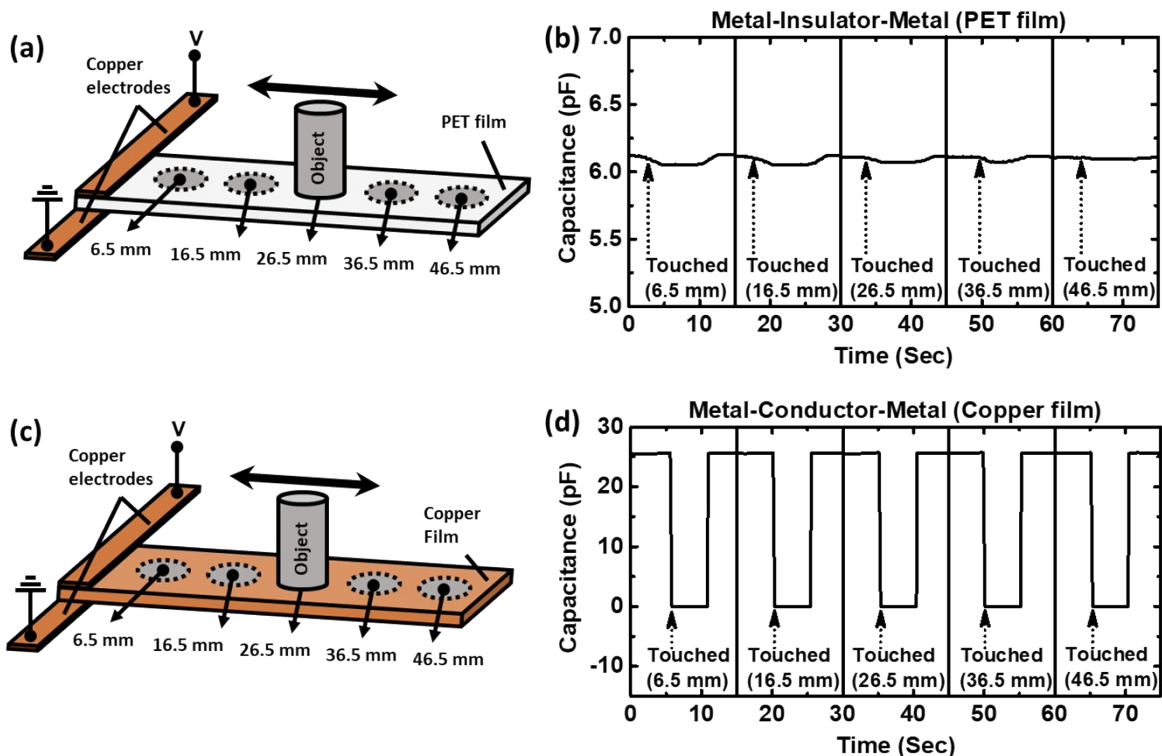 (a)
V
Copper
electrodes
Object
PET film
6.5 mm
16.5 mm
26.5 mm
36.5 mm
46.5 mm
(b)
Metal-Insulator-Metal (PET film)
Capacitance (pF)
7.0
6.5
6.0
5.5
5.0
Touched
(6.5 mm)
Touched
(16.5 mm)
Touched
(26.5 mm)
Touched
(36.5 mm)
Touched
(46.5 mm)
0 10 20 30 40 50 60 70
Time (Sec)
(c)
V
Copper
electrodes
Object
Copper
Film
6.5 mm
16.5 mm
26.5 mm
36.5 mm
46.5 mm
(d)
Metal-Conductor-Metal (Copper film)
Capacitance (pF)
30
20
10
0
-10
Touched
(6.5 mm)
Touched
(16.5 mm)
Touched
(26.5 mm)
Touched
(36.5 mm)
Touched
(46.5 mm)
0 10 20 30 40 50 60 70
Time (Sec)